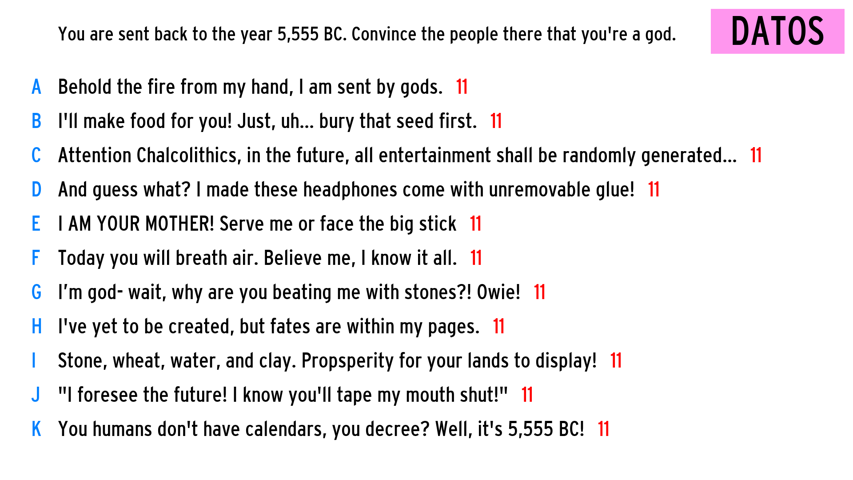 You are sent back to the year 5,555 BC. Convince the people there that you're a god.
DATOS
A Behold the fire from my hand, I am sent by gods. 11
B I'll make food for you! Just, uh... bury that seed first. 11
C Attention Chalcolithics, in the future, all entertainment shall be randomly generated... 11
D And guess what? I made these headphones come with unremovable glue! 11
E I AM YOUR MOTHER! Serve me or face the big stick 11
F Today you will breath air. Believe me, I know it all. 11
G I’m god- wait, why are you beating me with stones?! Owie! 11
H I've yet to be created, but fates are within my pages. 11
I Stone, wheat, water, and clay. Propsperity for your lands to display! 11
J "I foresee the future! I know you'll tape my mouth shut!" 11
K You humans don't have calendars, you decree? Well, it's 5,555 BC! 11